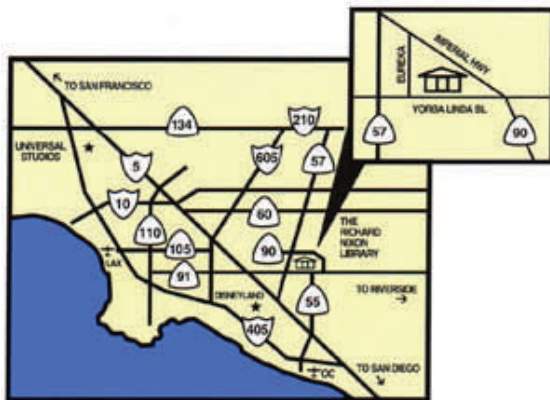 EUREKA
IMPERIAL HWY
YORBA LINDA BL
57
90
TO SAN FRANCISCO
134
210
UNIVERSAL
STUDIOS
5
605
57
10
60
110
THE
RICHARD
NIXON
LIBRARY
105
90
LAX
91
DISNEYLAND
55
TO RIVERSIDE
405
OC
TO SAN DIEGO